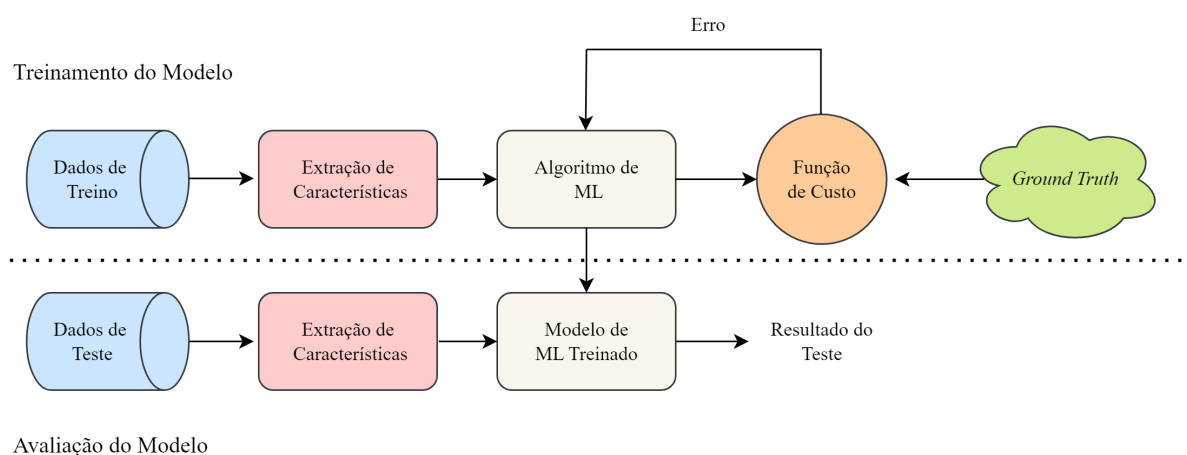 Erro
Treinamento do Modelo
Dados de
Treino
Extração de
Características
Algoritmo de
ML
Função
de Custo
Ground Truth
Dados de
Teste
Extração de
Características
Modelo de
ML Treinado
Resultado do
Teste
Avaliação do Modelo